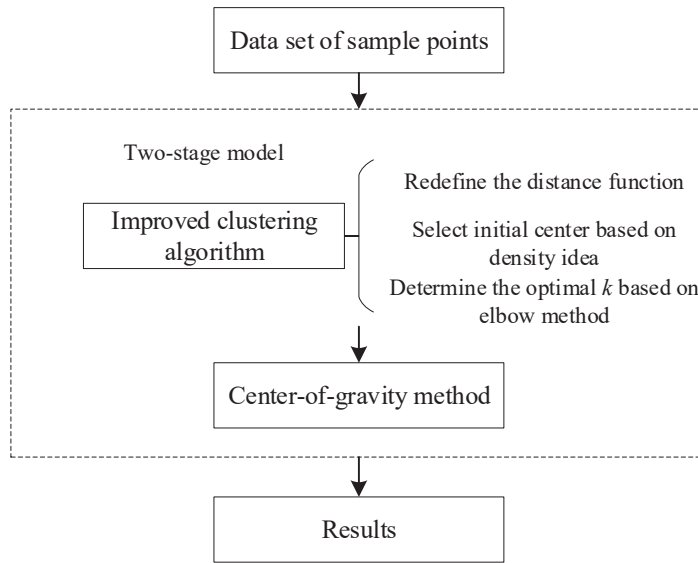 Data set of sample points
Two-stage model
Redefine the distance function
Improved clustering
algorithm
Select initial center based on
density idea
Determine the optimal k based on
elbow method
Center-of-gravity method
Results